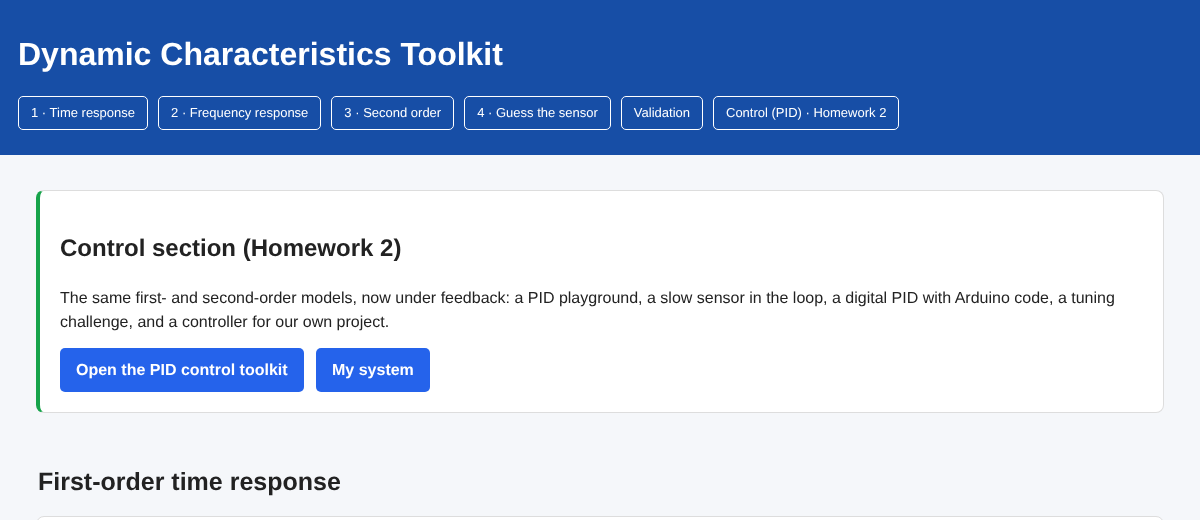 Dynamic Characteristics Toolkit
1 · Time response
2 · Frequency response
3 · Second order
4 · Guess the sensor
Validation
Control (PID) · Homework 2
Control section (Homework 2)
The same first- and second-order models, now under feedback: a PID playground, a slow sensor in the loop, a digital PID with Arduino code, a tuning
challenge, and a controller for our own project.
Open the PID control toolkit
My system
First-order time response